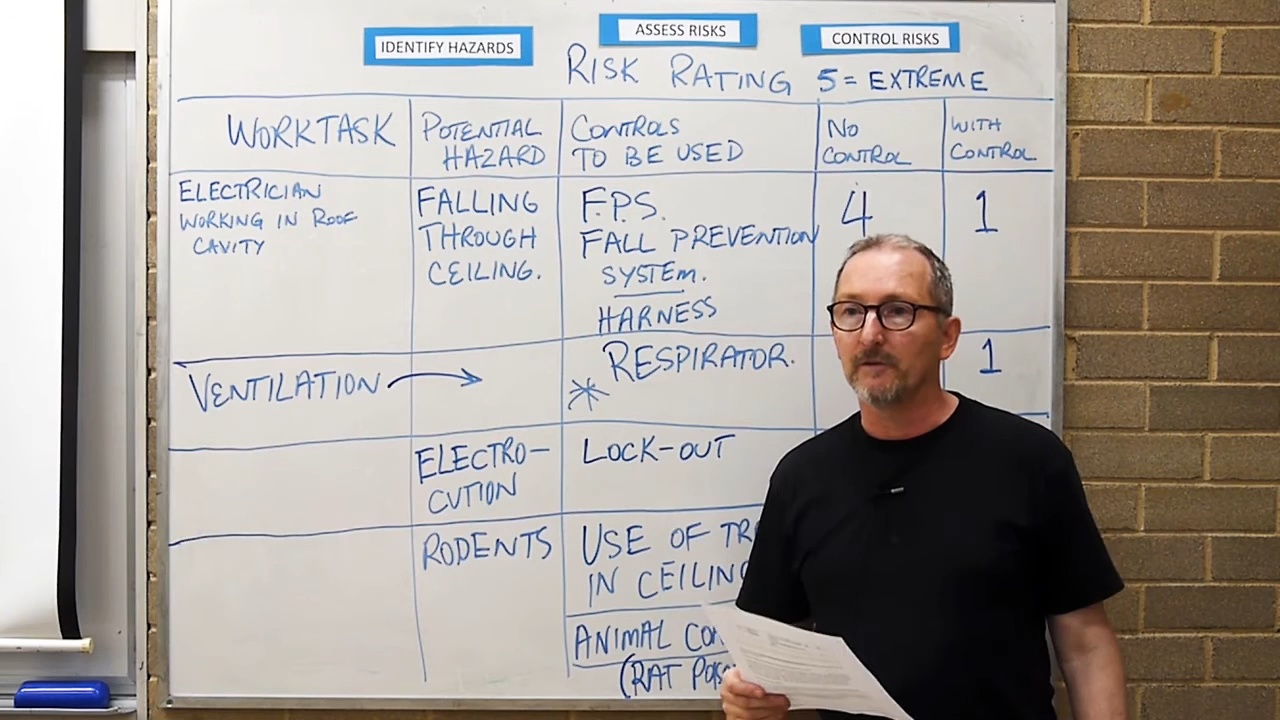 IDENTIFY HAZARDS
ASSESS RISKS
CONTROL RISKS
RISK RATING 5 = EXTREME
WORKTASK
POTENTIAL
HAZARD
CONTROLS
TO BE USED
NO
CONTROL
WITH
CONTROL
ELECTRICIAN
WORKING IN ROOF
CAVITY
FALLING
THROUGH
CEILING.
F.P.S.
FALL PREVENTION
SYSTEM.
HARNESS
4
1
VENTILATION →
* RESPIRATOR.
1
ELECTRO-
CUTION
LOCK-OUT
RODENTS
USE OF
IN
ANIMAL
(RAT